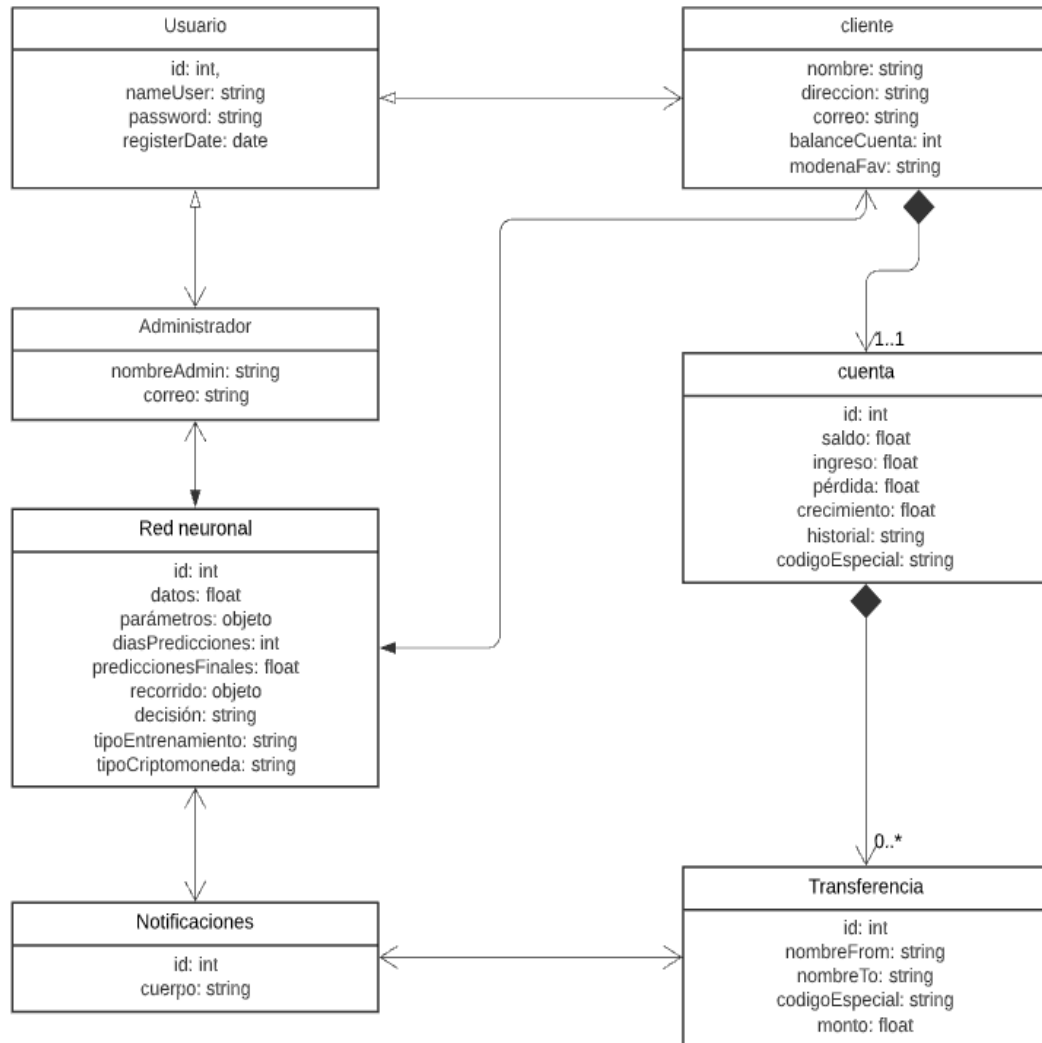 Usuario
id: int,
nameUser: string
password: string
registerDate: date
cliente
nombre: string
direccion: string
correo: string
balanceCuenta: int
modenaFav: string
Administrador
nombreAdmin: string
correo: string
1..1
cuenta
id: int
saldo: float
ingreso: float
pérdida: float
crecimiento: float
historial: string
codigoEspecial: string
Red neuronal
id: int
datos: float
parámetros: objeto
diasPredicciones: int
prediccionesFinales: float
recorrido: objeto
decisión: string
tipoEntrenamiento: string
tipoCriptomoneda: string
0..*
Notificaciones
id: int
cuerpo: string
Transferencia
id: int
nombreFrom: string
nombreTo: string
codigoEspecial: string
monto: float